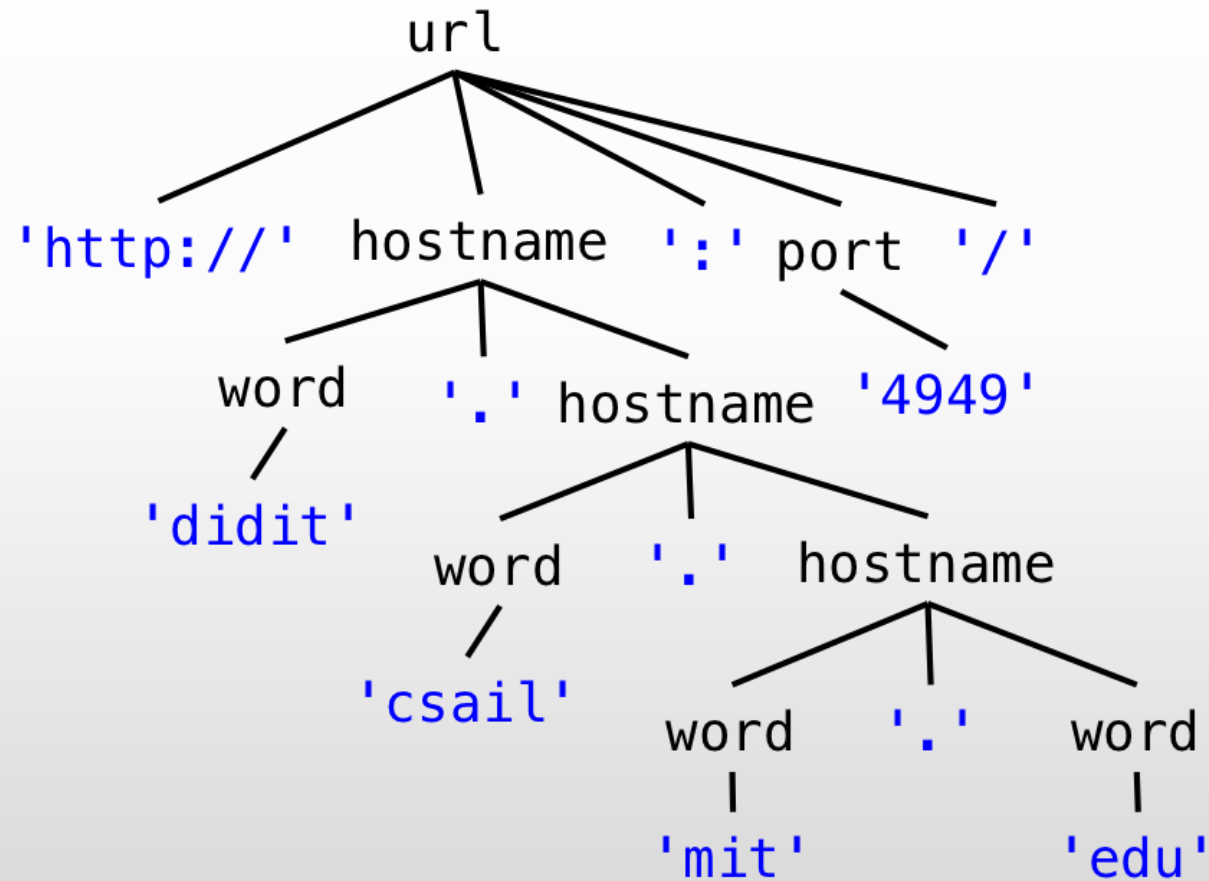 url
'http://' hostname ':' port '/'
word '.' hostname '4949'
'didit'
word '.' hostname
'csail'
word '.' word
'mit' 'edu'